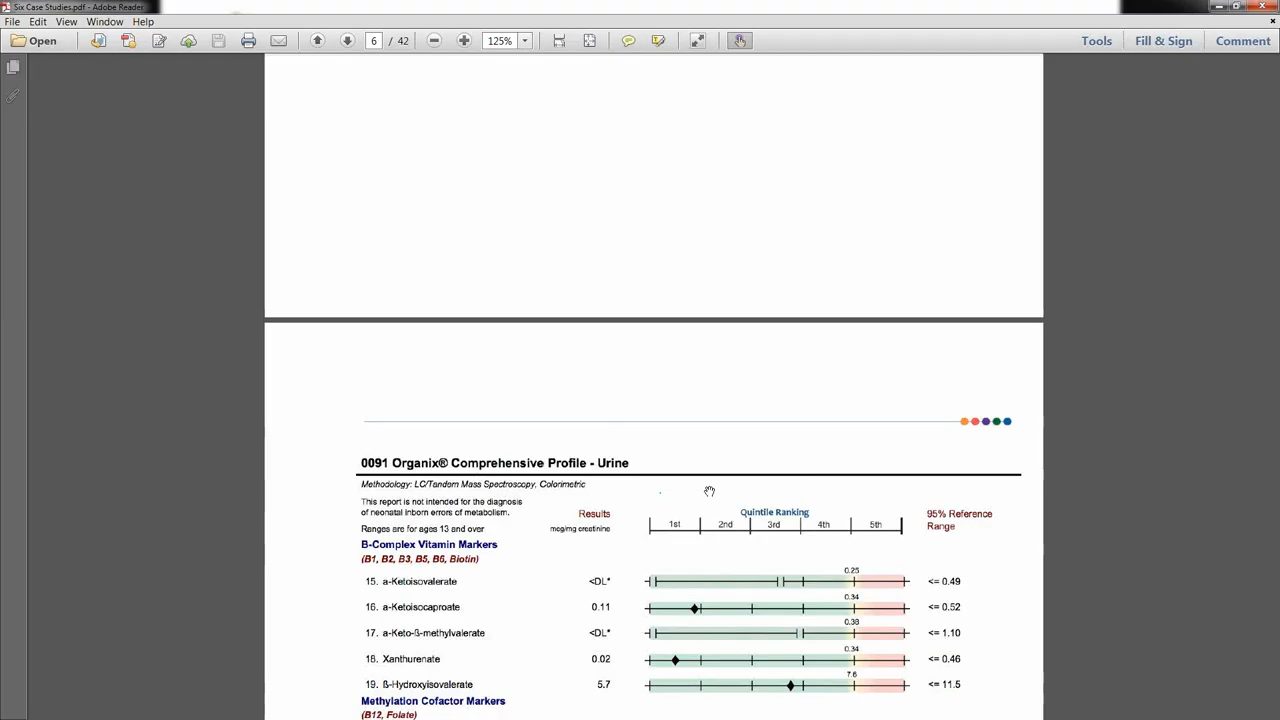 Six Case Studies.pdf - Adobe Reader
File Edit View Window Help
Open 6 / 42 125% Tools Fill & Sign Comment
0091 Organix® Comprehensive Profile - Urine
Methodology: LC/Tandem Mass Spectroscopy, Colorimetric
This report is not intended for the diagnosis
of neonatal inborn errors of metabolism.
Ranges are for ages 13 and over
Results
mcg/mg creatinine
Quintile Ranking
1st 2nd 3rd 4th 5th
95% Reference
Range
B-Complex Vitamin Markers
(B1, B2, B3, B5, B6, Biotin)
0.25
15. a-Ketoisovalerate <DL* <= 0.49
0.34
16. a-Ketoisocaproate 0.11 <= 0.52
0.38
17. a-Keto-ß-methylvalerate <DL* <= 1.10
0.34
18. Xanthurenate 0.02 <= 0.46
7.6
19. ß-Hydroxyisovalerate 5.7 <= 11.5
Methylation Cofactor Markers
(B12, Folate)